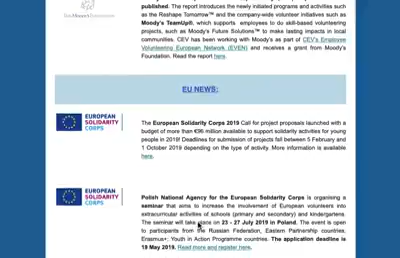 The Moody's Foundation
published. The report introduces the newly initiated programs and activities such
as the Reshape Tomorrow™ and the company-wide volunteer initiatives such as
Moody's TeamUp®, which supports employees to do skill-based volunteering
projects, such as Moody's Future Solutions™ to make lasting impacts in local
communities. CEV has been working with Moody's as part of CEV's Employee
Volunteering European Network (EVEN) and receives a grant from Moody's
Foundation. Read the report here.
EU NEWS:
EUROPEAN
SOLIDARITY
CORPS
The European Solidarity Corps 2019 Call for project proposals launched with a
budget of more than €96 million available to support solidarity activities for young
people in 2018! Deadlines for submission of projects fall between 5 February and
1 October 2019 depending on the type of activity. More information is available
here.
EUROPEAN
SOLIDARITY
CORPS
Polish National Agency for the European Solidarity Corps is organising a
seminar that aims to increase the involvement of European volunteers into
extracurricular activities of schools (primary and secondary) and kindergartens.
The seminar will take place on 23 - 27 July 2019 in Poland. The event is open
to participants from the Russian Federation, Eastern Partnership countries,
Erasmus+: Youth in Action Programme countries. The application deadline is
19 May 2019. Read more and register here.